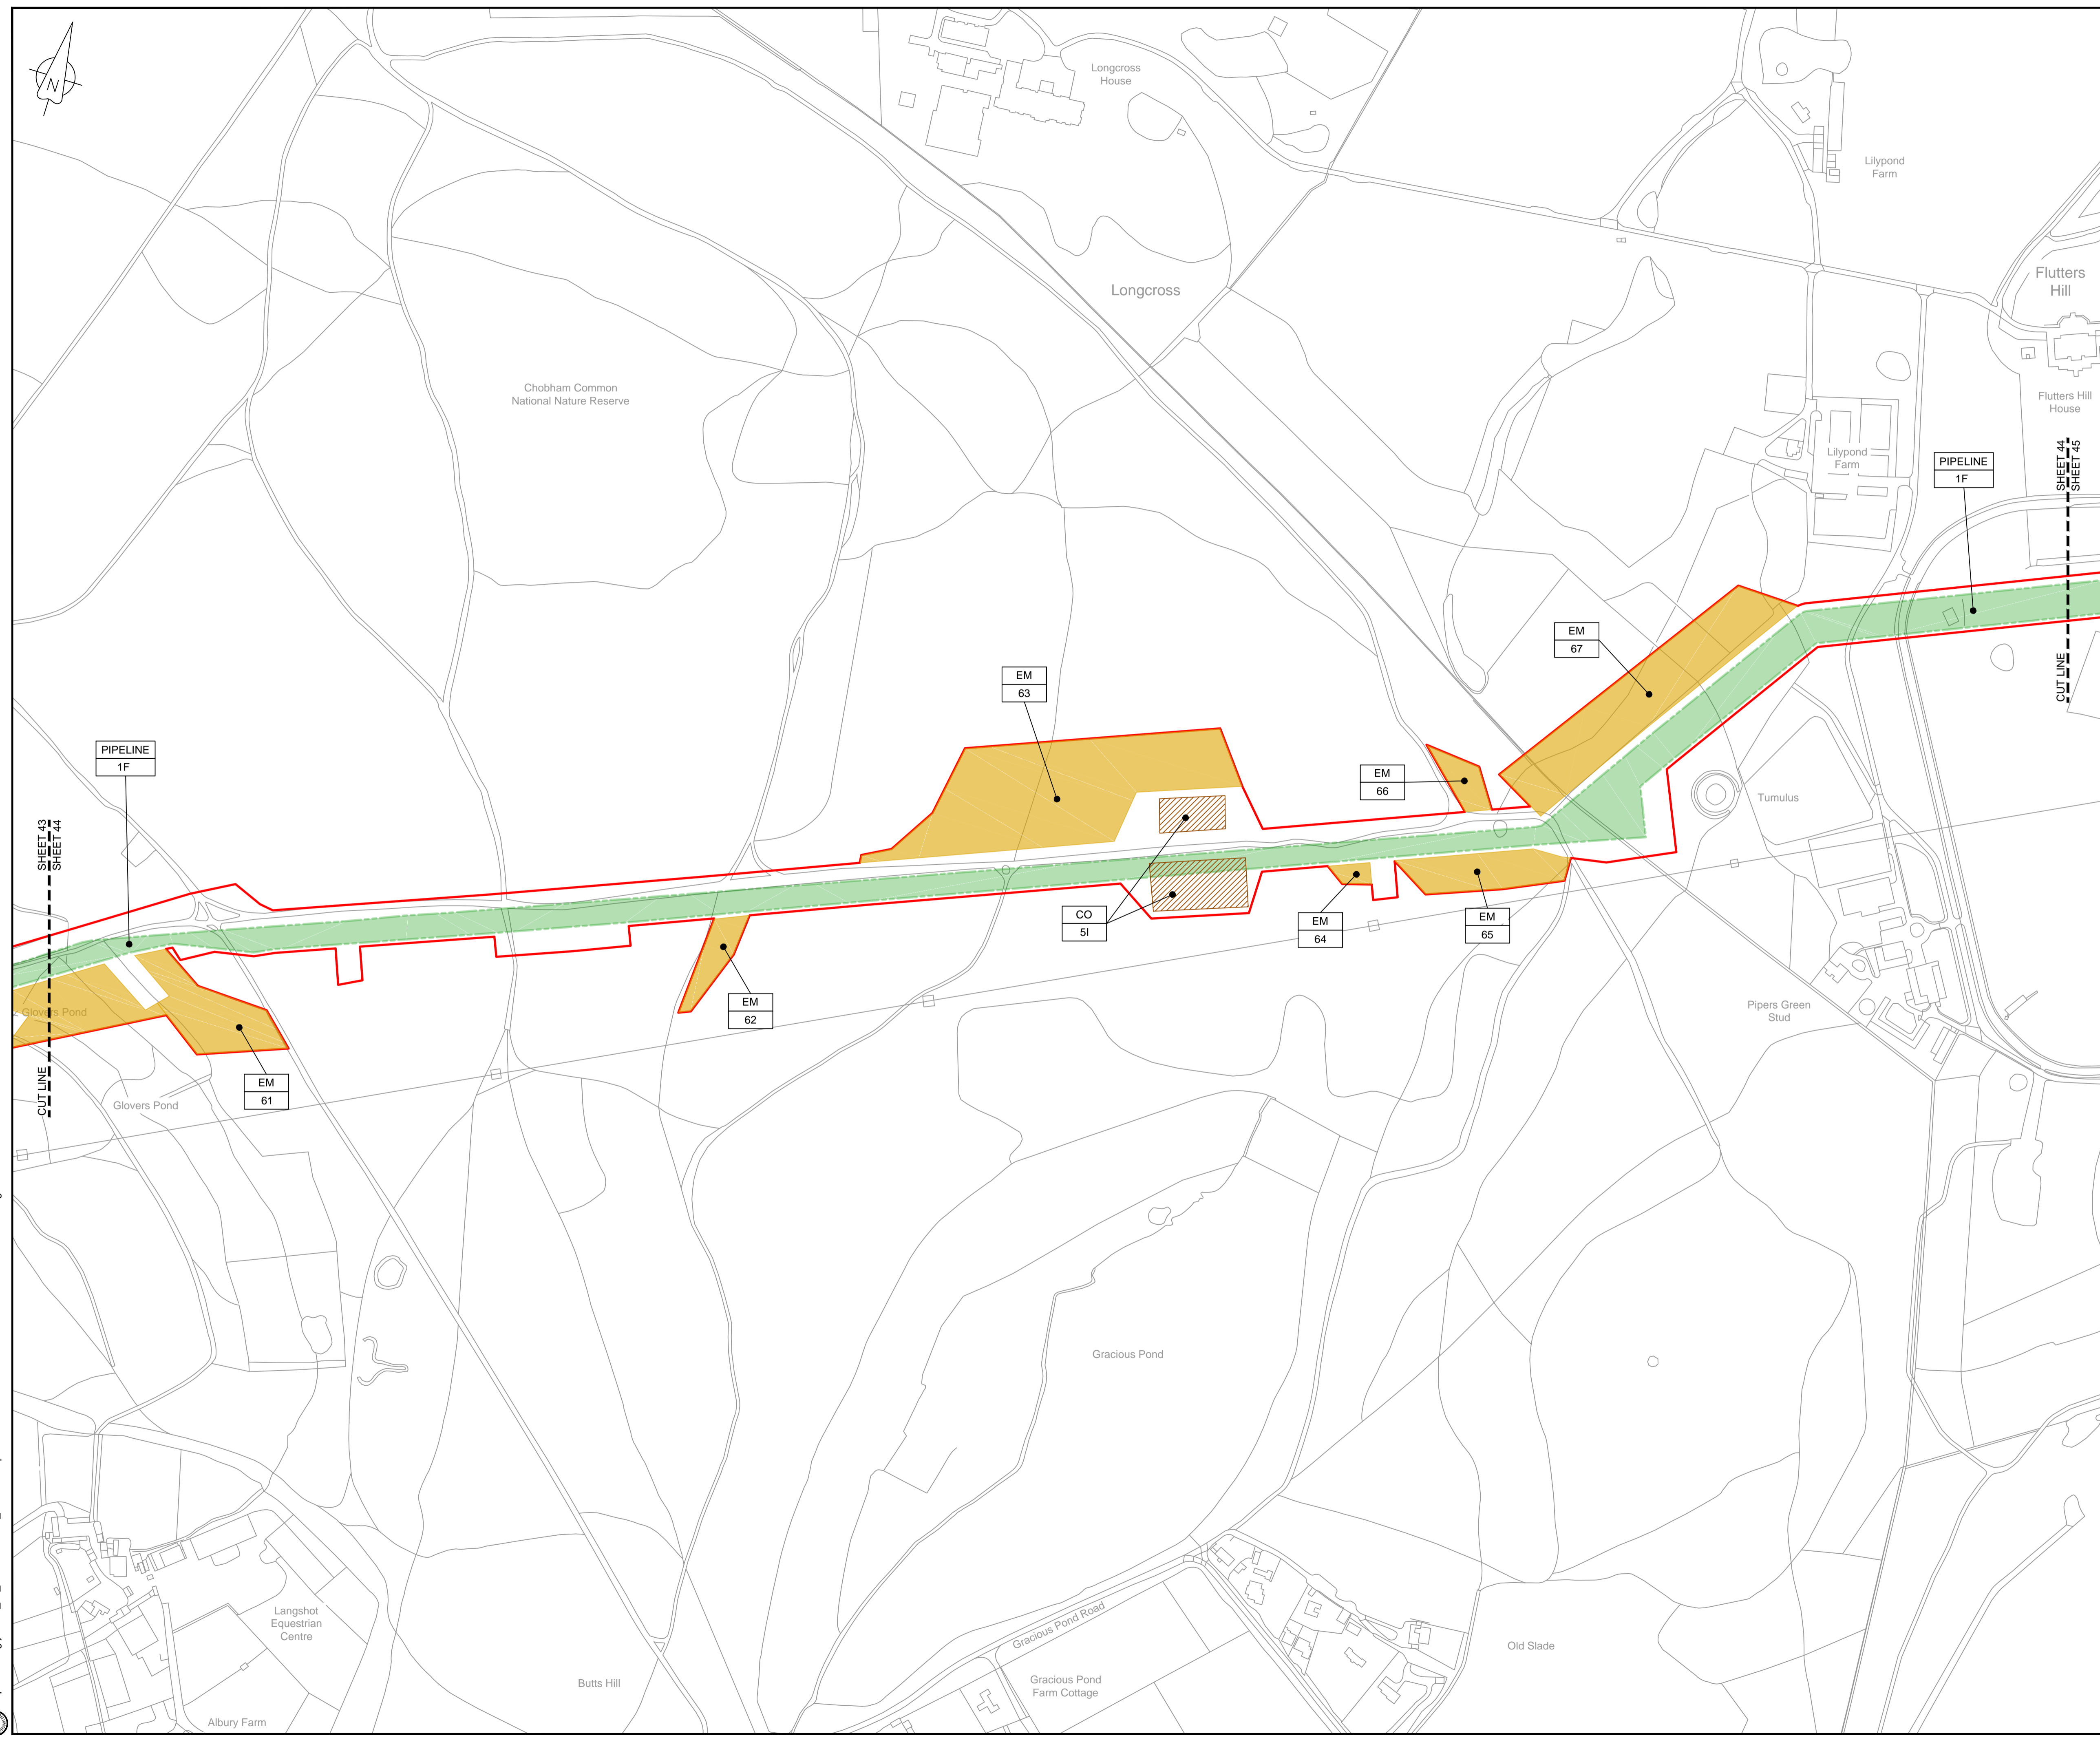 N
Longcross
House
Lilypond
Farm
Flutters
Hill
Longcross
Chobham Common
National Nature Reserve
Flutters Hill
House
Lilypond
Farm
PIPELINE
1F
SHEET 44
SHEET 45
CUT LINE
EM
67
EM
63
PIPELINE
1F
EM
66
Tumulus
SHEET 43
SHEET 44
CUT LINE
CO
5I
EM
64
EM
65
EM
62
Glovers Pond
Pipers Green
Stud
EM
61
Glovers Pond
Gracious Pond
Gracious Pond Road
Langshot
Equestrian
Centre
Old Slade
Butts Hill
Gracious Pond
Farm Cottage
Albury Farm